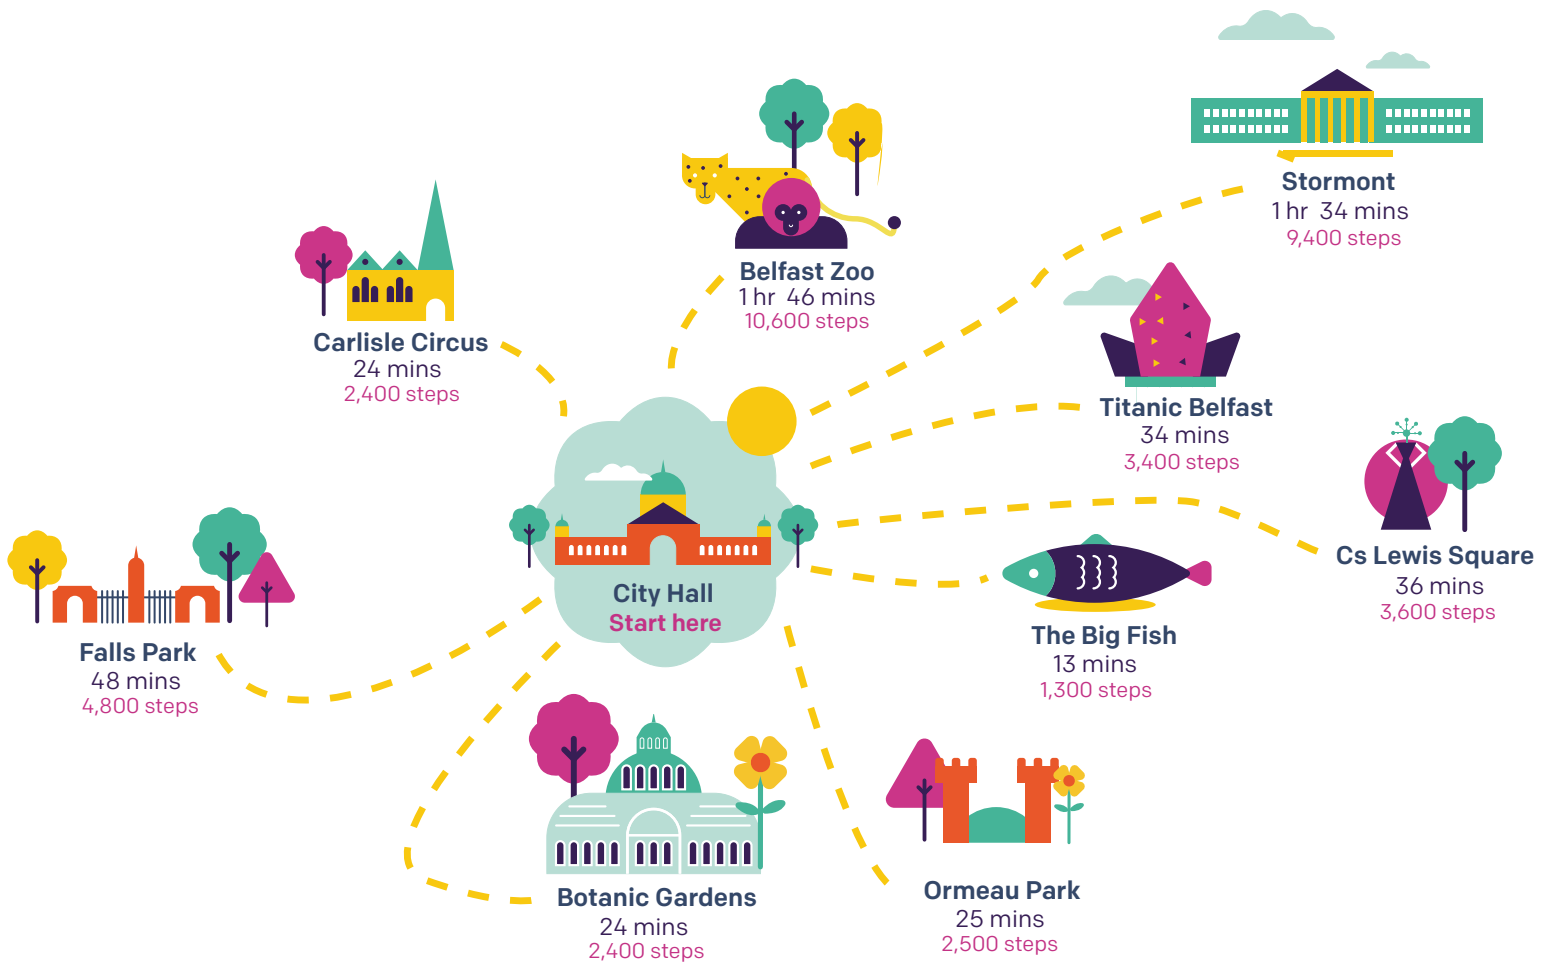 Stormont
1 hr 34 mins
9,400 steps
Belfast Zoo
1 hr 46 mins
10,600 steps
Carlisle Circus
24 mins
2,400 steps
Titanic Belfast
34 mins
3,400 steps
Cs Lewis Square
36 mins
3,600 steps
City Hall
Start here
The Big Fish
13 mins
1,300 steps
Falls Park
48 mins
4,800 steps
Botanic Gardens
24 mins
2,400 steps
Ormeau Park
25 mins
2,500 steps